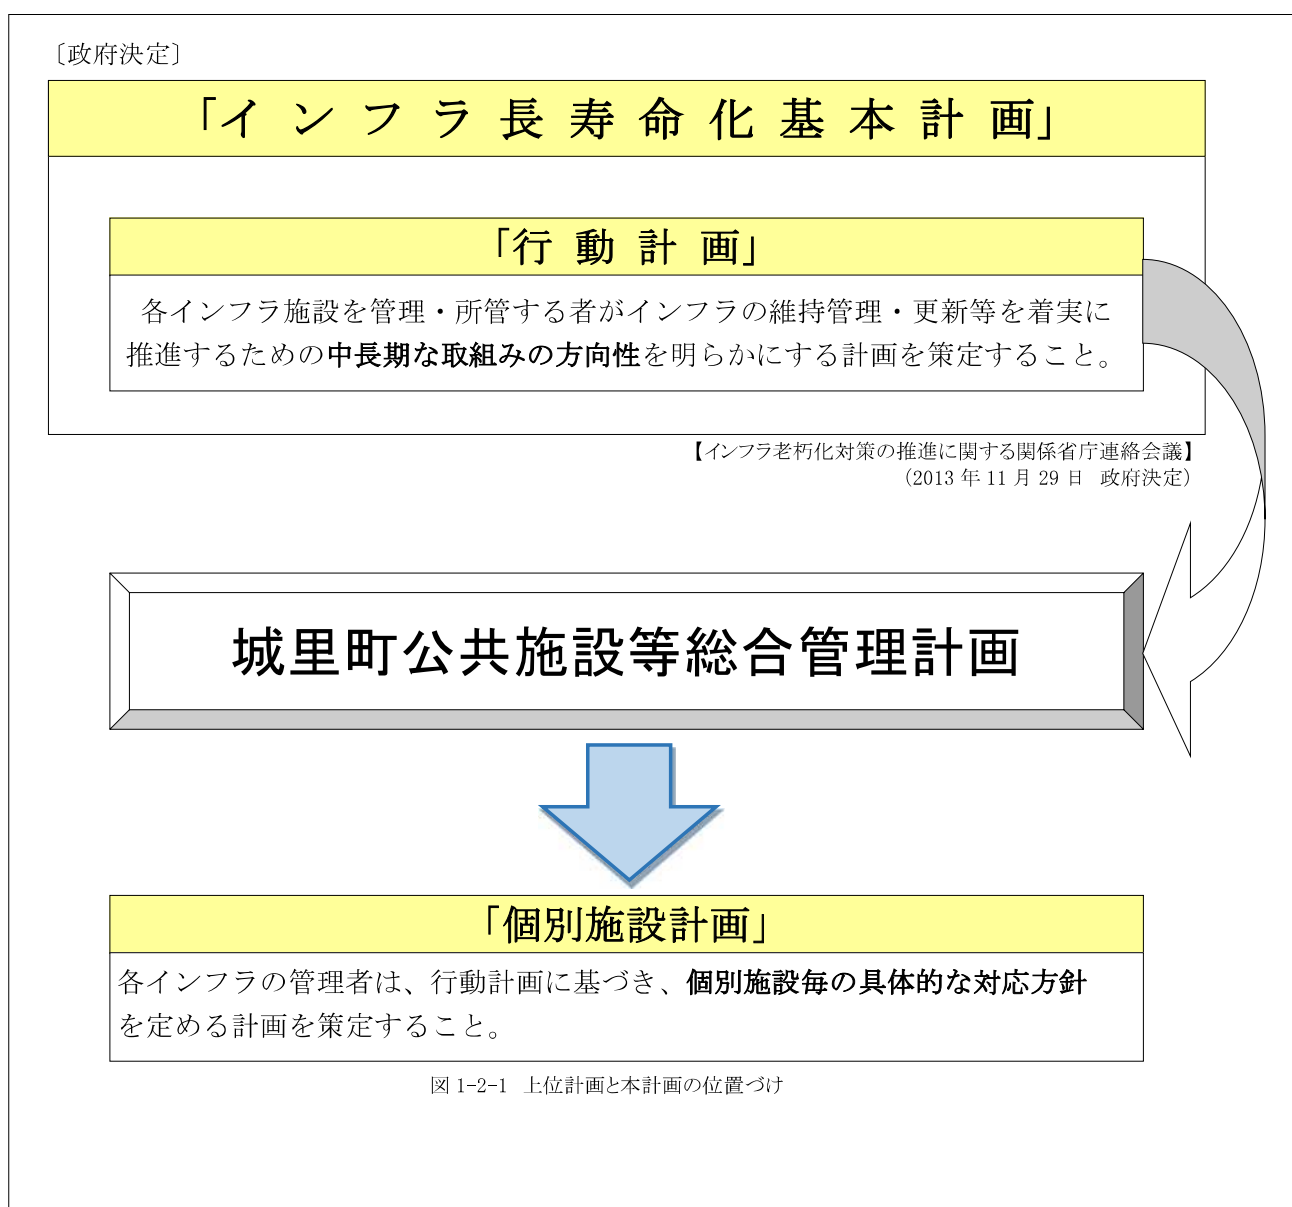 〔政府決定〕
「インフラ長寿命化基本計画」
「行動計画」
各インフラ施設を管理・所管する者がインフラの維持管理・更新等を着実に
推進するための中長期な取組みの方向性を明らかにする計画を策定すること。
【インフラ老朽化対策の推進に関する関係省庁連絡会議】
（2013 年 11 月 29 日　政府決定）
城里町公共施設等総合管理計画
「個別施設計画」
各インフラの管理者は、行動計画に基づき、個別施設毎の具体的な対応方針
を定める計画を策定すること。
図 1-2-1　上位計画と本計画の位置づけ